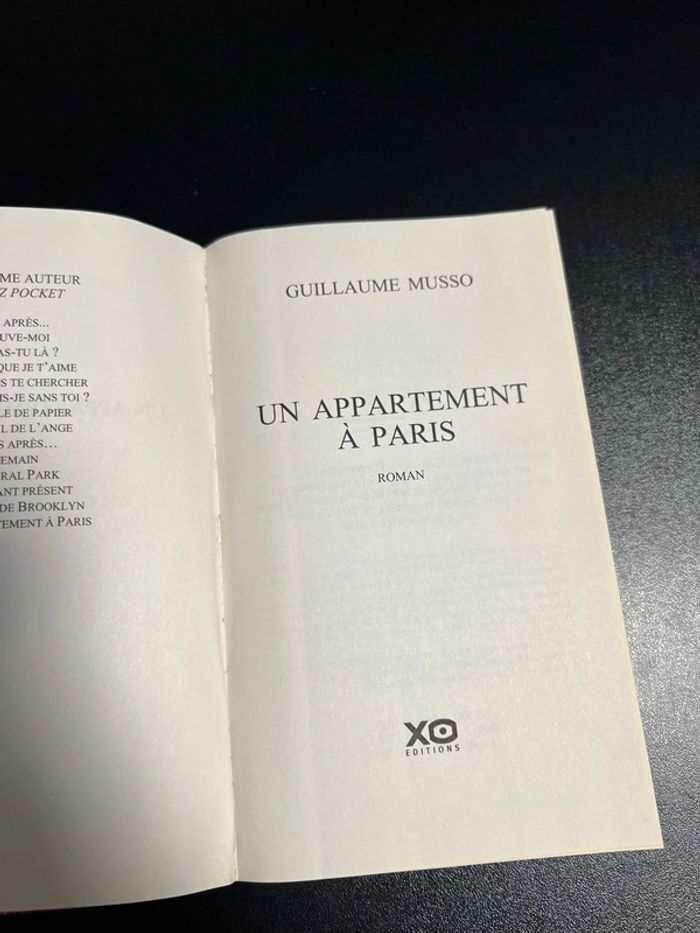 ME AUTEUR
Z POCKET
APRÈS...
UVE-MOI
AS-TU LÀ ?
QUE JE T'AIME
S TE CHERCHER
IS-JE SANS TOI ?
LE DE PAPIER
L DE L'ANGE
S APRÈS...
EMAIN
RAL PARK
ANT PRÉSENT
DE BROOKLYN
TEMENT À PARIS
GUILLAUME MUSSO
UN APPARTEMENT
À PARIS
ROMAN
XO
EDITIONS